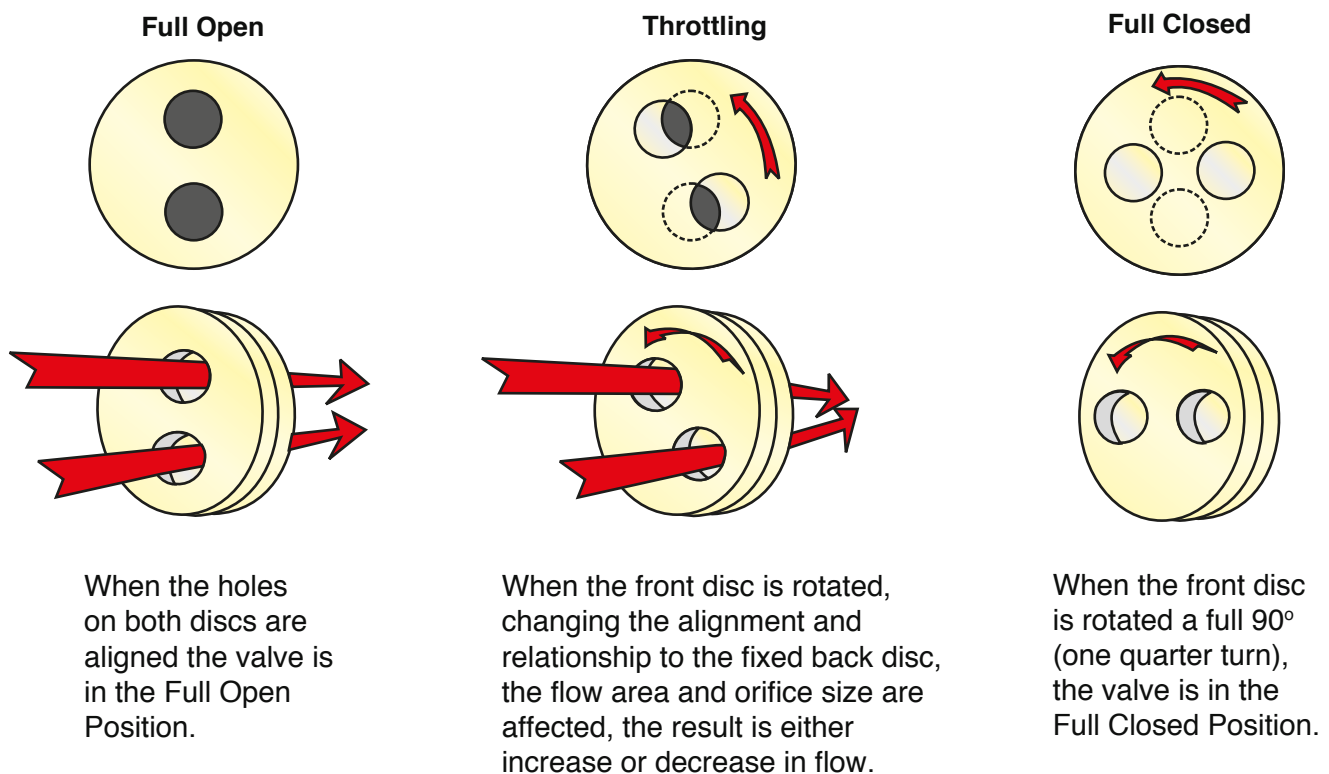 Full Open
Throttling
Full Closed
When the holes
on both discs are
aligned the valve is
in the Full Open
Position.
When the front disc is rotated,
changing the alignment and
relationship to the fixed back disc,
the flow area and orifice size are
affected, the result is either
increase or decrease in flow.
When the front disc
is rotated a full 90º
(one quarter turn),
the valve is in the
Full Closed Position.